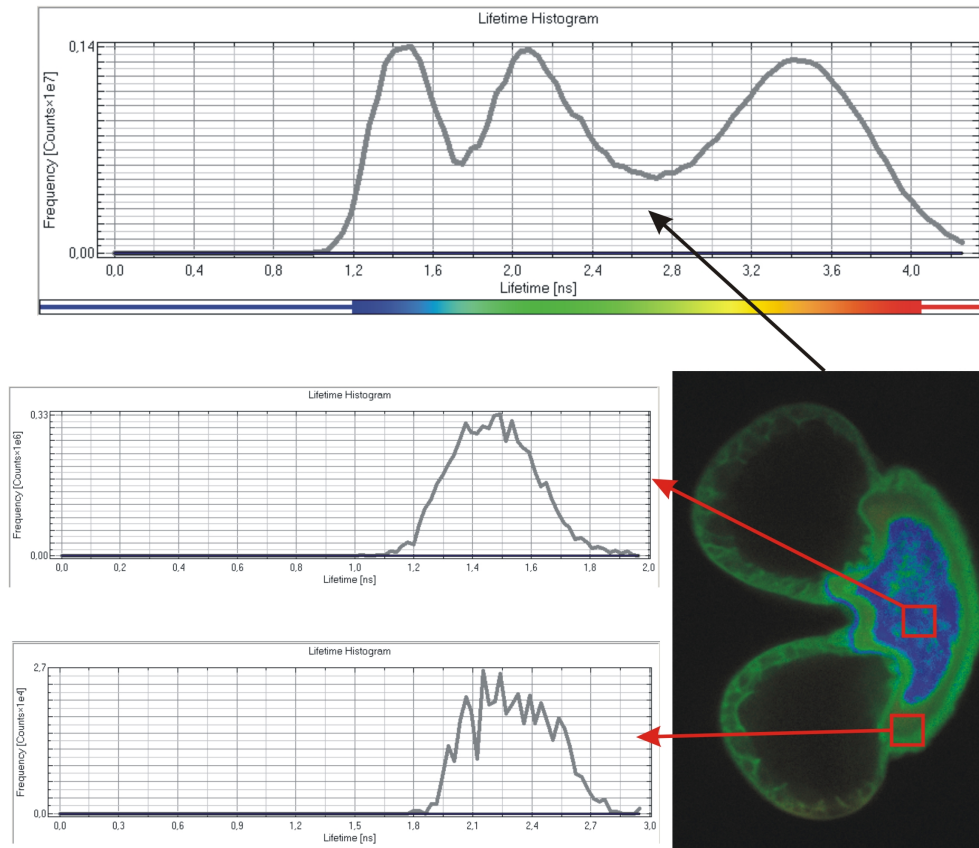 Lifetime Histogram
Frequency [Counts×1e7]
0,14
0,00
0,0 0,4 0,8 1,2 1,6 2,0 2,4 2,8 3,2 3,6 4,0
Lifetime [ns]
Lifetime Histogram
Frequency [Counts×1e6]
0,33
0,00
0,0 0,2 0,4 0,6 0,8 1,0 1,2 1,4 1,6 1,8 2,0
Lifetime [ns]
Lifetime Histogram
Frequency [Counts×1e4]
2,7
0,0
0,0 0,3 0,6 0,9 1,2 1,5 1,8 2,1 2,4 2,7 3,0
Lifetime [ns]